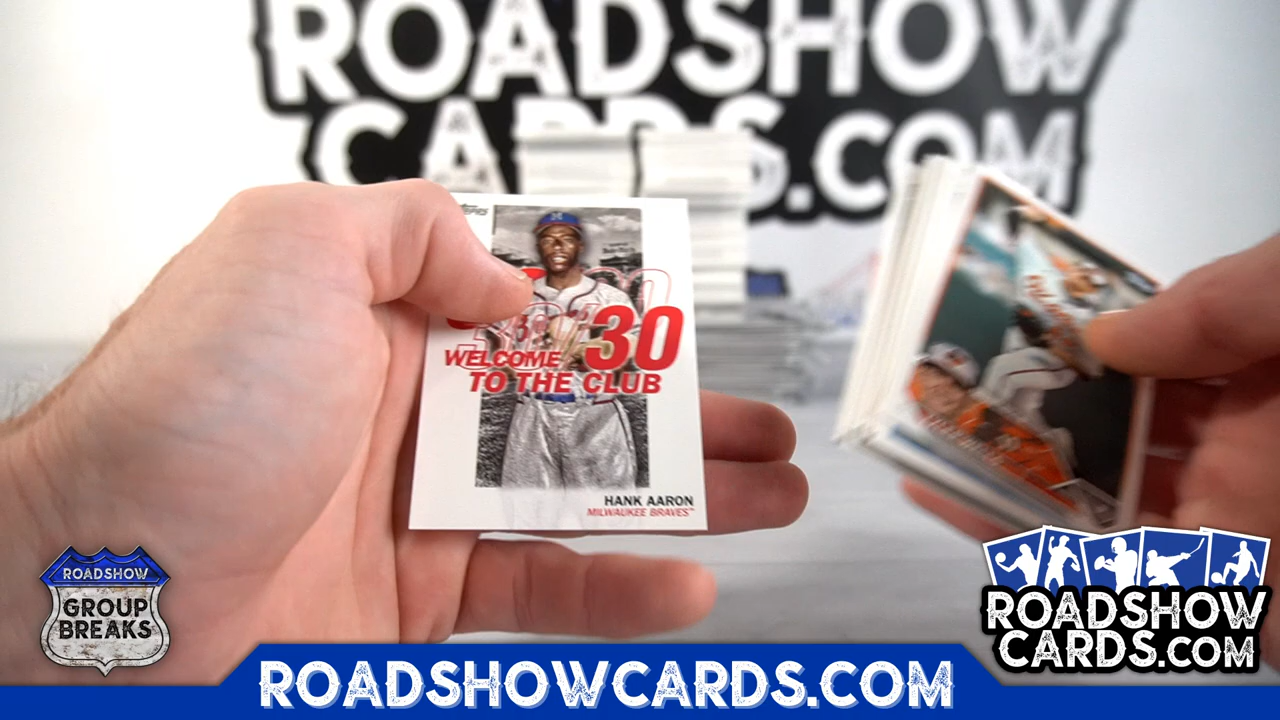 ROADSHOW
CARDS.COM
30
WELCOME
TO THE CLUB
HANK AARON
MILWAUKEE BRAVES™
ROADSHOW
GROUP
BREAKS
ROADSHOW
CARDS.COM
ROADSHOWCARDS.COM